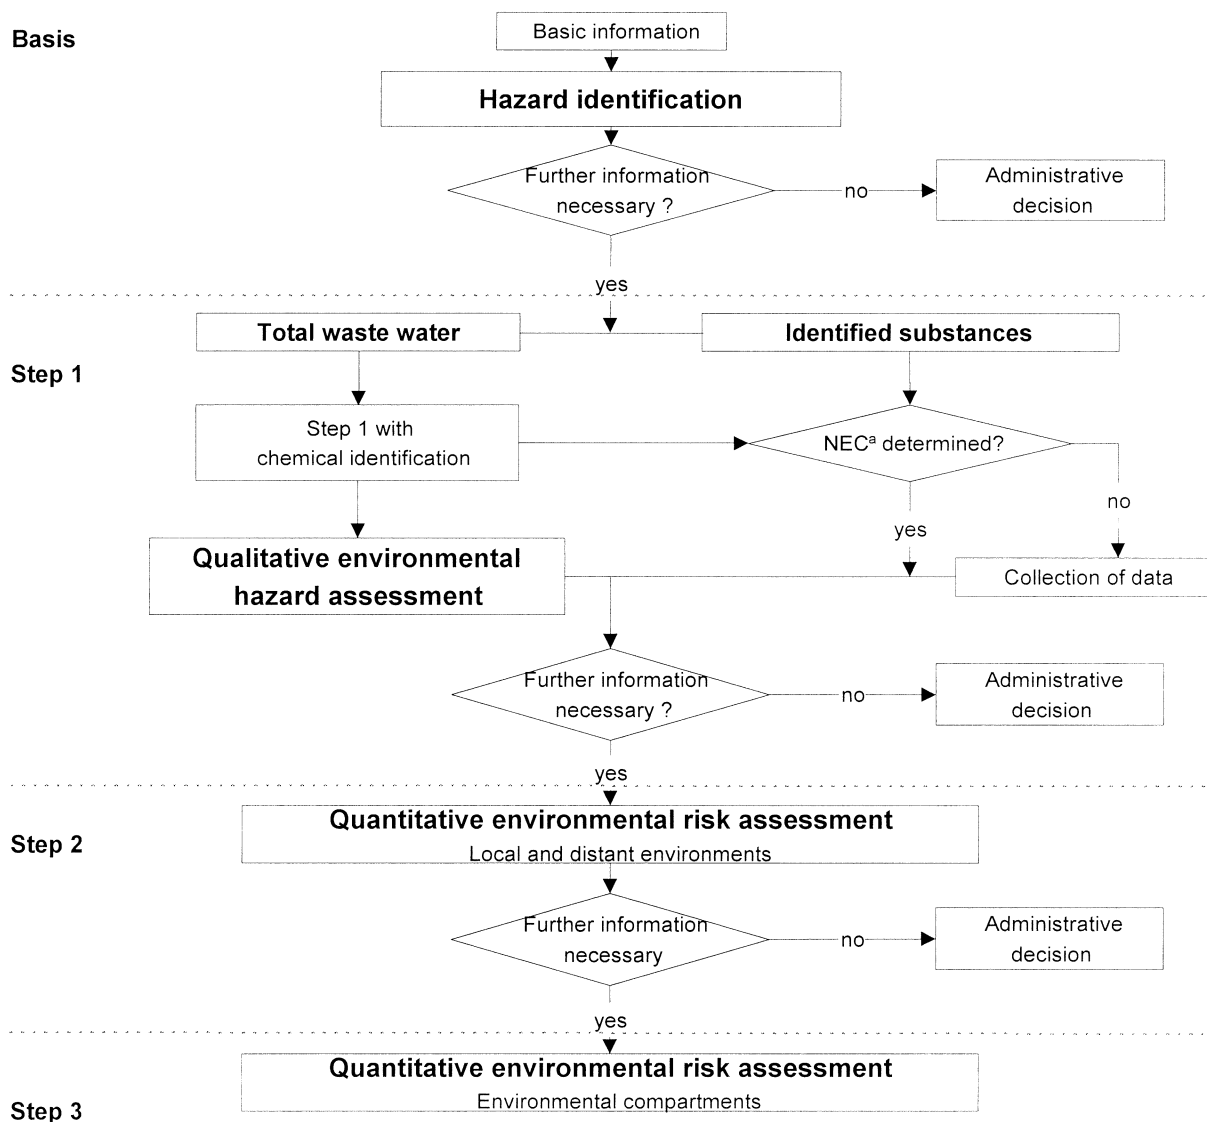 Basis
Basic information
Hazard identification
Further information
necessary ?
no
Administrative
decision
yes
Total waste water
Identified substances
Step 1
Step 1 with
chemical identification
NECª determined?
no
yes
Qualitative environmental
hazard assessment
Collection of data
Further information
necessary ?
no
Administrative
decision
yes
Quantitative environmental risk assessment
Step 2
Local and distant environments
Further information
necessary
no
Administrative
decision
yes
Quantitative environmental risk assessment
Step 3
Environmental compartments